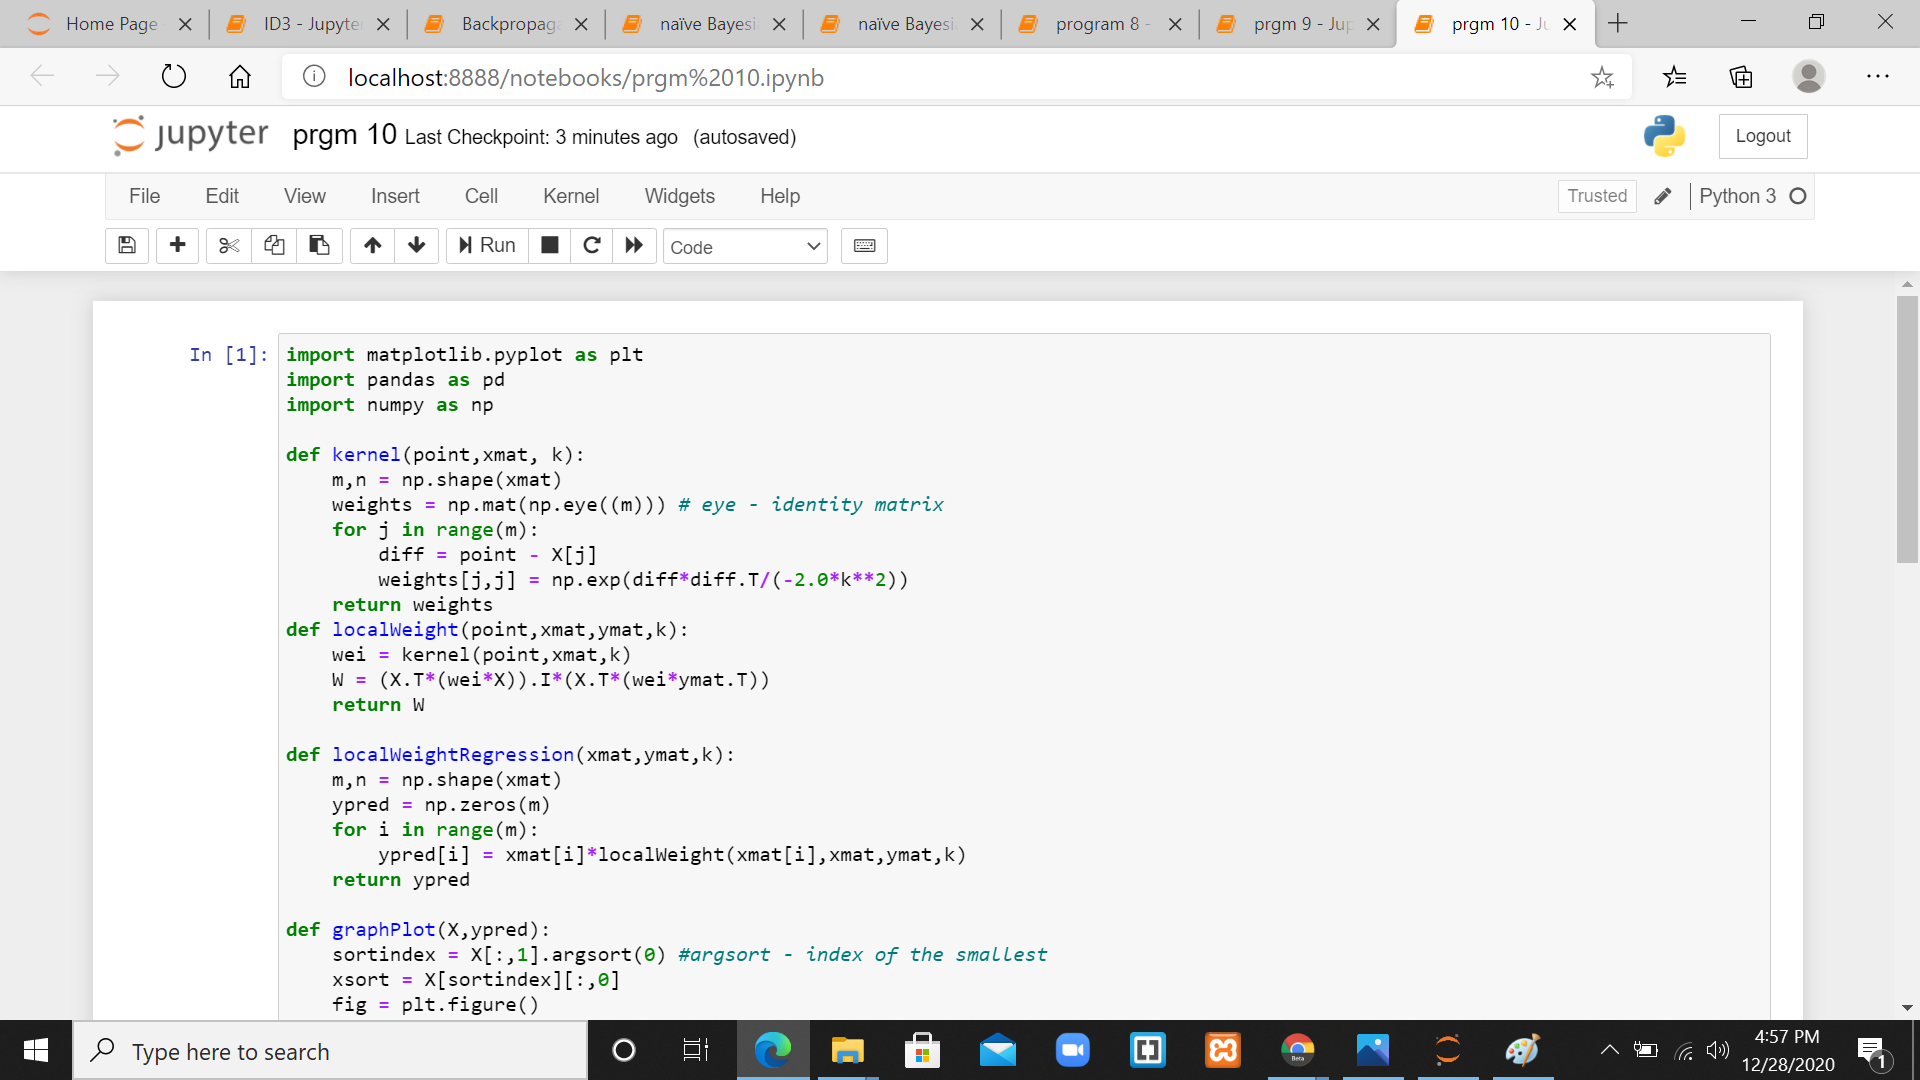 Home Page
ID3 - Jupyte
Backpropaga
naïve Bayesi
naïve Bayesi
program 8 -
prgm 9 - Jup
prgm 10 - Ju
localhost:8888/notebooks/prgm%2010.ipynb
jupyter prgm 10 Last Checkpoint: 3 minutes ago (autosaved)
Logout
File Edit View Insert Cell Kernel Widgets Help
Trusted
Python 3
Run
Code
In [1]:
import matplotlib.pyplot as plt
import pandas as pd
import numpy as np
def kernel(point,xmat, k):
    m,n = np.shape(xmat)
    weights = np.mat(np.eye((m))) # eye - identity matrix
    for j in range(m):
        diff = point - X[j]
        weights[j,j] = np.exp(diff*diff.T/(-2.0*k**2))
    return weights
def localWeight(point,xmat,ymat,k):
    wei = kernel(point,xmat,k)
    W = (X.T*(wei*X)).I*(X.T*(wei*ymat.T))
    return W
def localWeightRegression(xmat,ymat,k):
    m,n = np.shape(xmat)
    ypred = np.zeros(m)
    for i in range(m):
        ypred[i] = xmat[i]*localWeight(xmat[i],xmat,ymat,k)
    return ypred
def graphPlot(X,ypred):
    sortindex = X[:,1].argsort(0) #argsort - index of the smallest
    xsort = X[sortindex][:,0]
    fig = plt.figure()
Type here to search
Beta
4:57 PM
12/28/2020
1